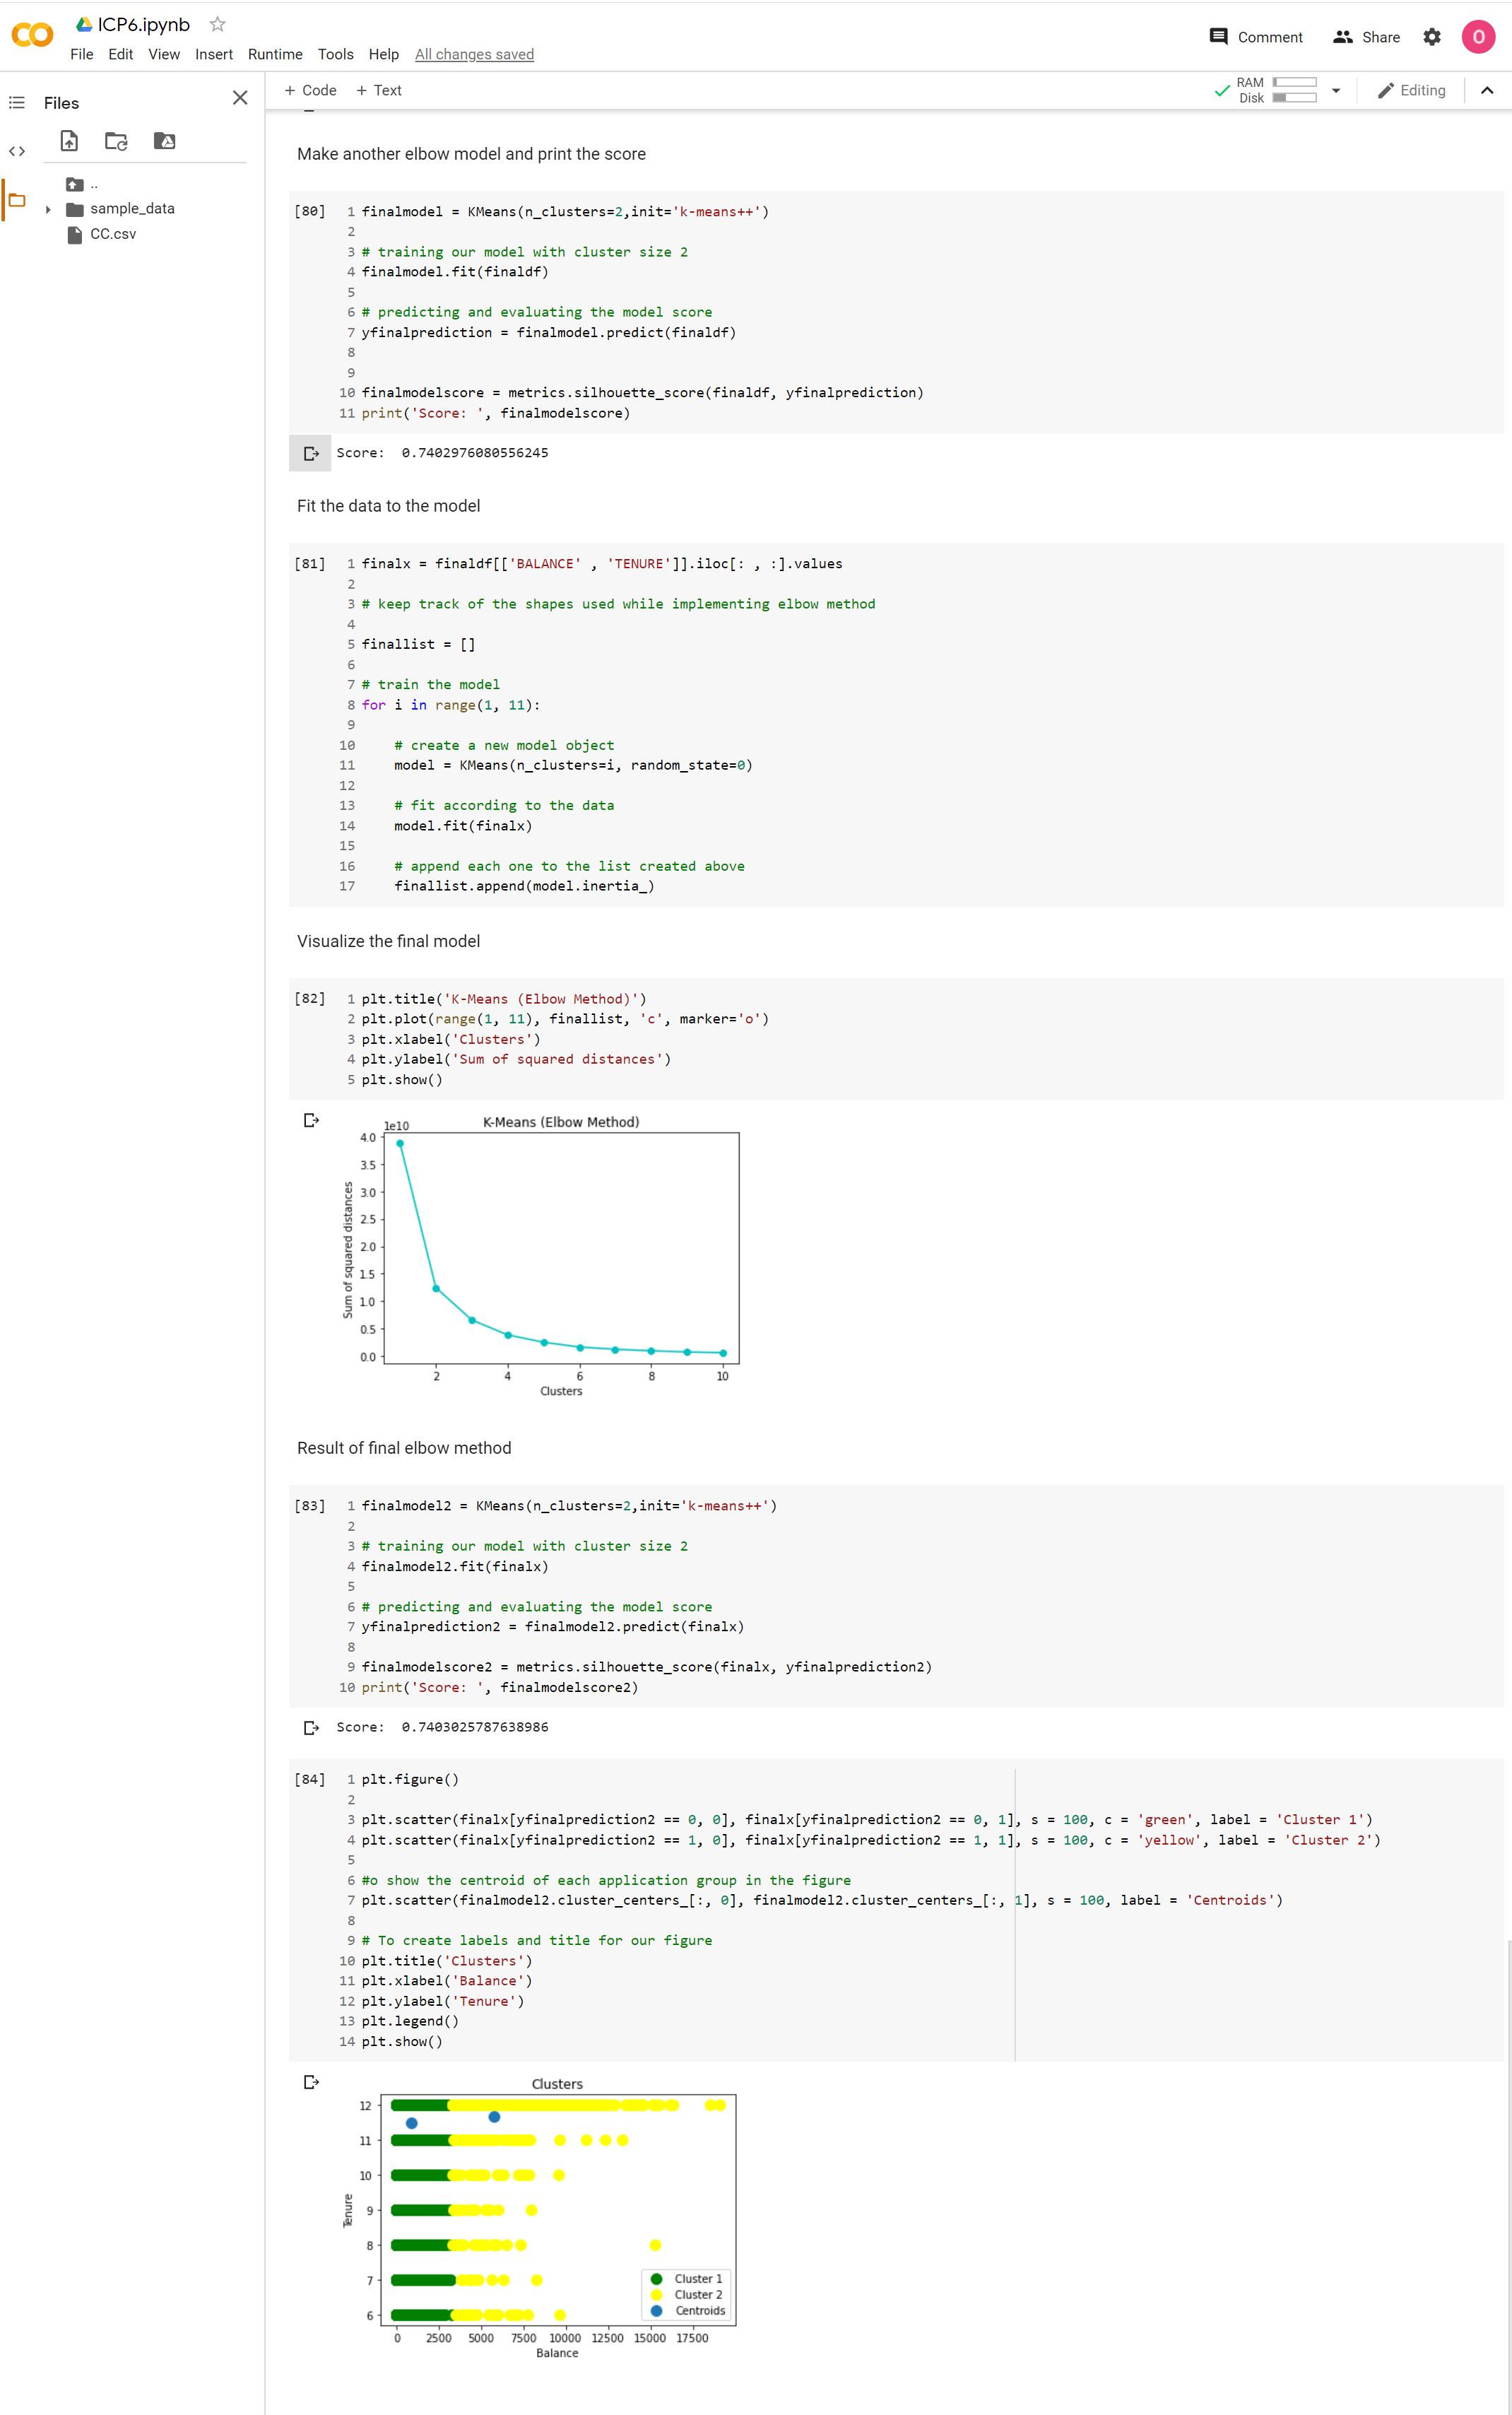 ICP6.ipynb
File Edit View Insert Runtime Tools Help All changes saved
Comment Share O
Files
+ Code + Text
RAM
Disk
Editing
..
sample_data
CC.csv
Make another elbow model and print the score
[80] 1 finalmodel = KMeans(n_clusters=2,init='k-means++')
2
3 # training our model with cluster size 2
4 finalmodel.fit(finaldf)
5
6 # predicting and evaluating the model score
7 yfinalprediction = finalmodel.predict(finaldf)
8
9
10 finalmodelscore = metrics.silhouette_score(finaldf, yfinalprediction)
11 print('Score: ', finalmodelscore)
Score:  0.7402976080556245
Fit the data to the model
[81] 1 finalx = finaldf[['BALANCE' , 'TENURE']].iloc[: , :].values
2
3 # keep track of the shapes used while implementing elbow method
4
5 finallist = []
6
7 # train the model
8 for i in range(1, 11):
9
10     # create a new model object
11     model = KMeans(n_clusters=i, random_state=0)
12
13     # fit according to the data
14     model.fit(finalx)
15
16     # append each one to the list created above
17     finallist.append(model.inertia_)
Visualize the final model
[82] 1 plt.title('K-Means (Elbow Method)')
2 plt.plot(range(1, 11), finallist, 'c', marker='o')
3 plt.xlabel('Clusters')
4 plt.ylabel('Sum of squared distances')
5 plt.show()
K-Means (Elbow Method)
1e10
4.0
3.5
3.0
2.5
2.0
1.5
1.0
0.5
0.0
Sum of squared distances
2 4 6 8 10
Clusters
Result of final elbow method
[83] 1 finalmodel2 = KMeans(n_clusters=2,init='k-means++')
2
3 # training our model with cluster size 2
4 finalmodel2.fit(finalx)
5
6 # predicting and evaluating the model score
7 yfinalprediction2 = finalmodel2.predict(finalx)
8
9 finalmodelscore2 = metrics.silhouette_score(finalx, yfinalprediction2)
10 print('Score: ', finalmodelscore2)
Score:  0.7403025787638986
[84] 1 plt.figure()
2
3 plt.scatter(finalx[yfinalprediction2 == 0, 0], finalx[yfinalprediction2 == 0, 1], s = 100, c = 'green', label = 'Cluster 1')
4 plt.scatter(finalx[yfinalprediction2 == 1, 0], finalx[yfinalprediction2 == 1, 1], s = 100, c = 'yellow', label = 'Cluster 2')
5
6 #o show the centroid of each application group in the figure
7 plt.scatter(finalmodel2.cluster_centers_[:, 0], finalmodel2.cluster_centers_[:, 1], s = 100, label = 'Centroids')
8
9 # To create labels and title for our figure
10 plt.title('Clusters')
11 plt.xlabel('Balance')
12 plt.ylabel('Tenure')
13 plt.legend()
14 plt.show()
Clusters
12
11
10
9
8
7
6
Tenure
Cluster 1
Cluster 2
Centroids
0 2500 5000 7500 10000 12500 15000 17500
Balance